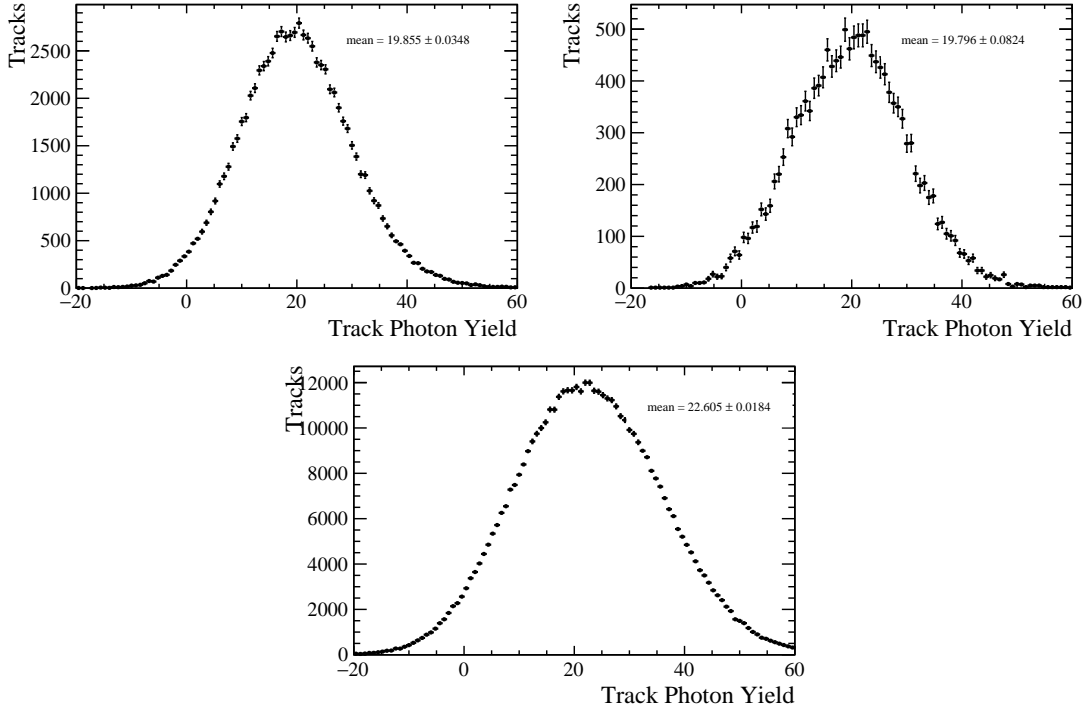 Tracks
mean = 19.855 ± 0.0348
2500
2000
1500
1000
500
0
−20 0 20 40 60
Track Photon Yield
Tracks
mean = 19.796 ± 0.0824
500
400
300
200
100
0
−20 0 20 40 60
Track Photon Yield
Tracks
mean = 22.605 ± 0.0184
12000
10000
8000
6000
4000
2000
0
−20 0 20 40 60
Track Photon Yield